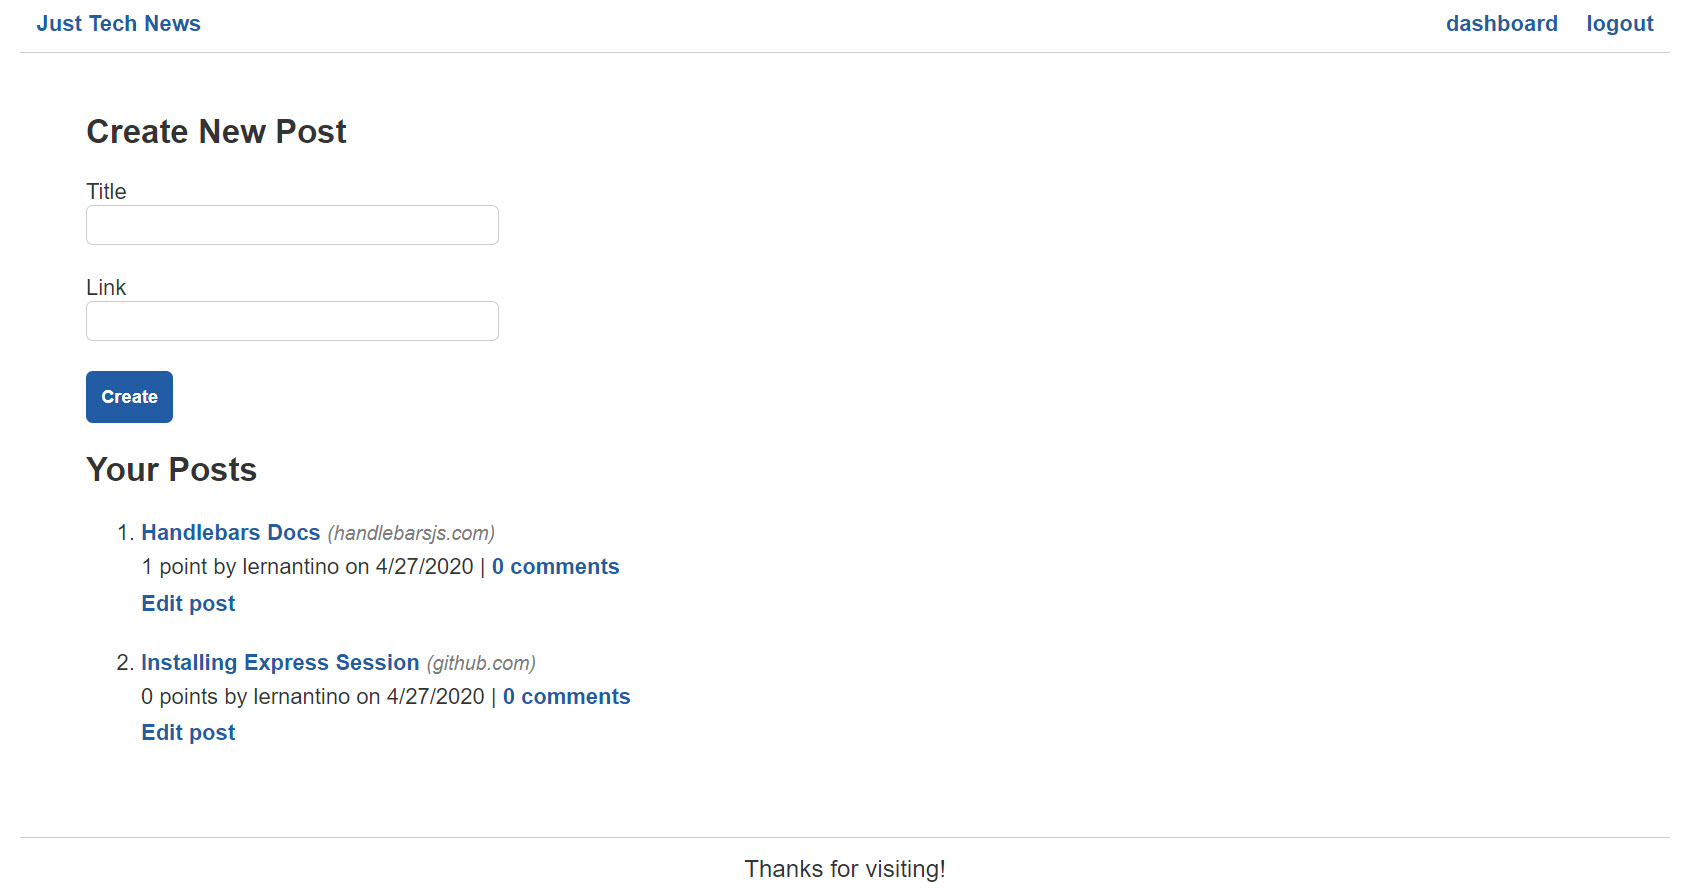 Just Tech News dashboard logout
Create New Post
Title
Link
Create
Your Posts
1. Handlebars Docs (handlebarsjs.com)
1 point by lernantino on 4/27/2020 | 0 comments
Edit post
2. Installing Express Session (github.com)
0 points by lernantino on 4/27/2020 | 0 comments
Edit post
Thanks for visiting!